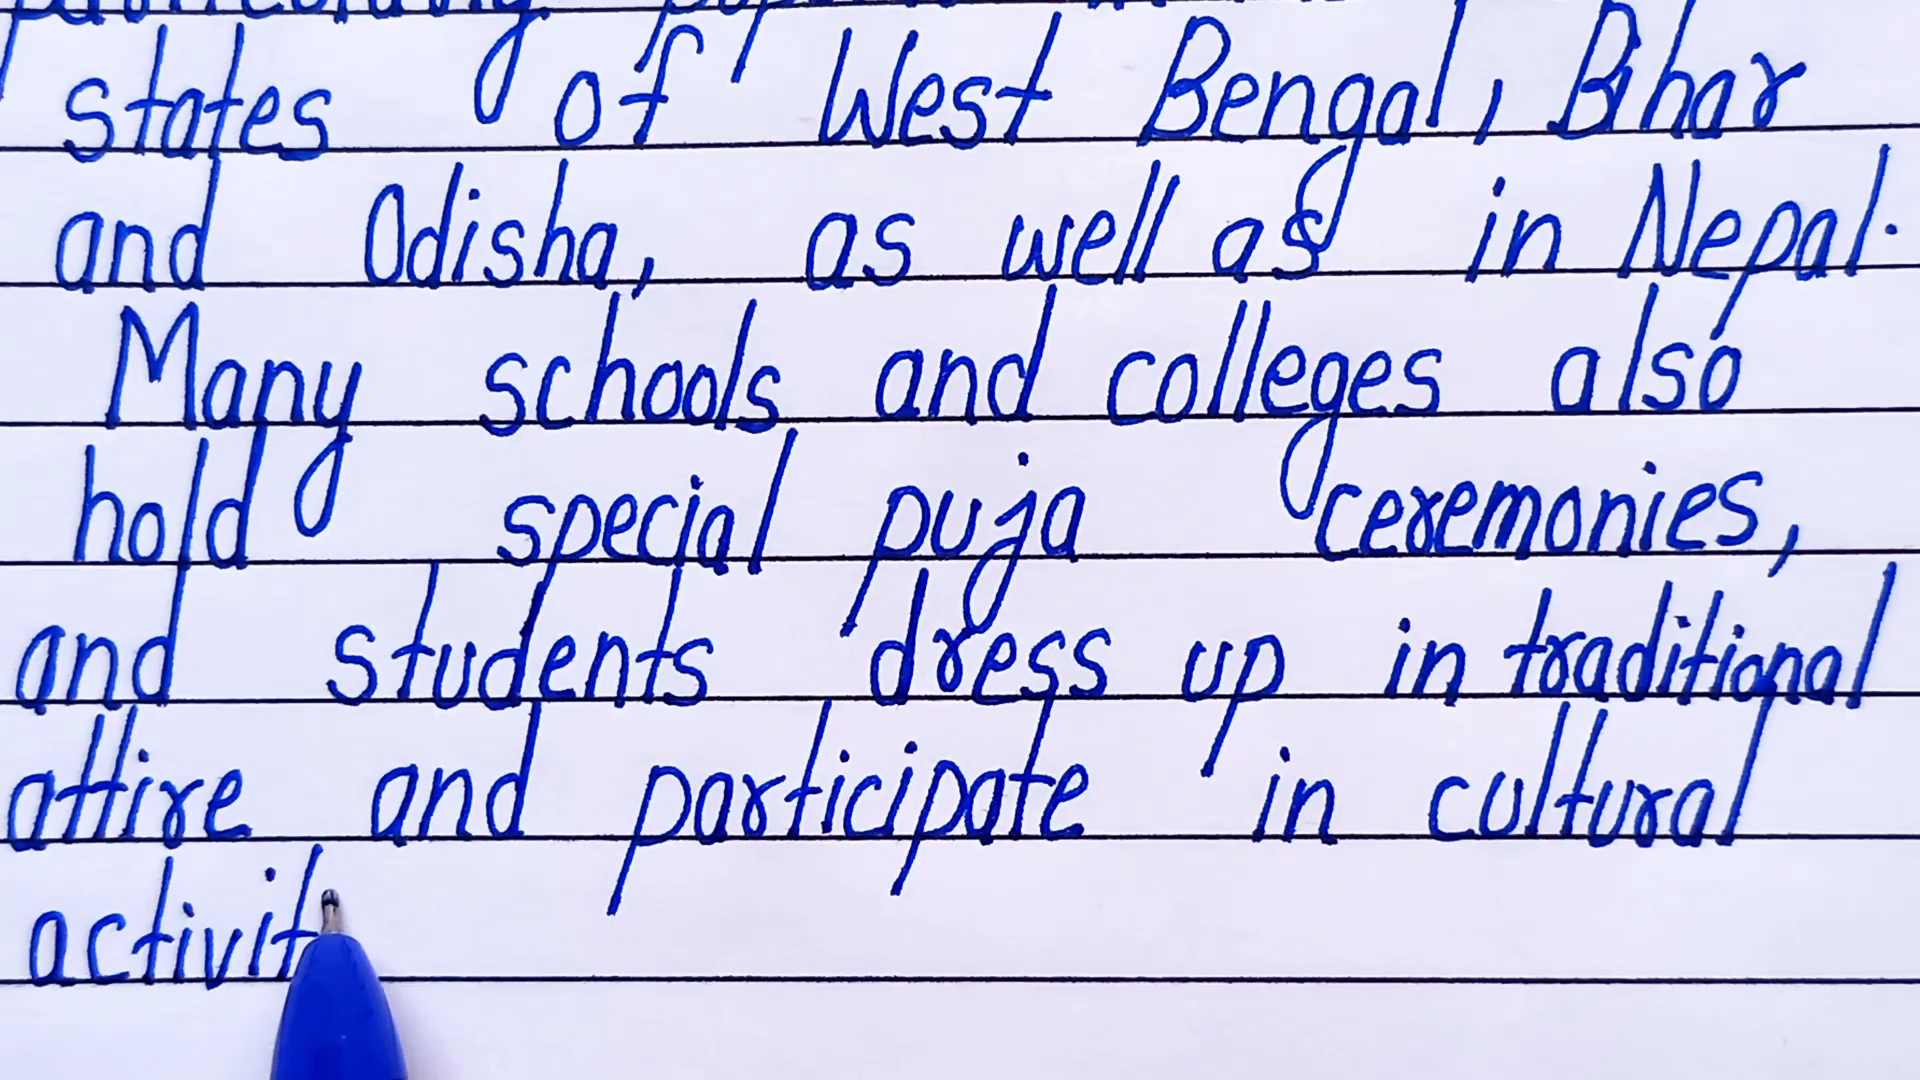 states of West Bengal, Bihar
and Odisha, as well as in Nepal.
Many schools and colleges also
hold special puja ceremonies,
and students dress up in traditional
attire and participate in cultural
activit